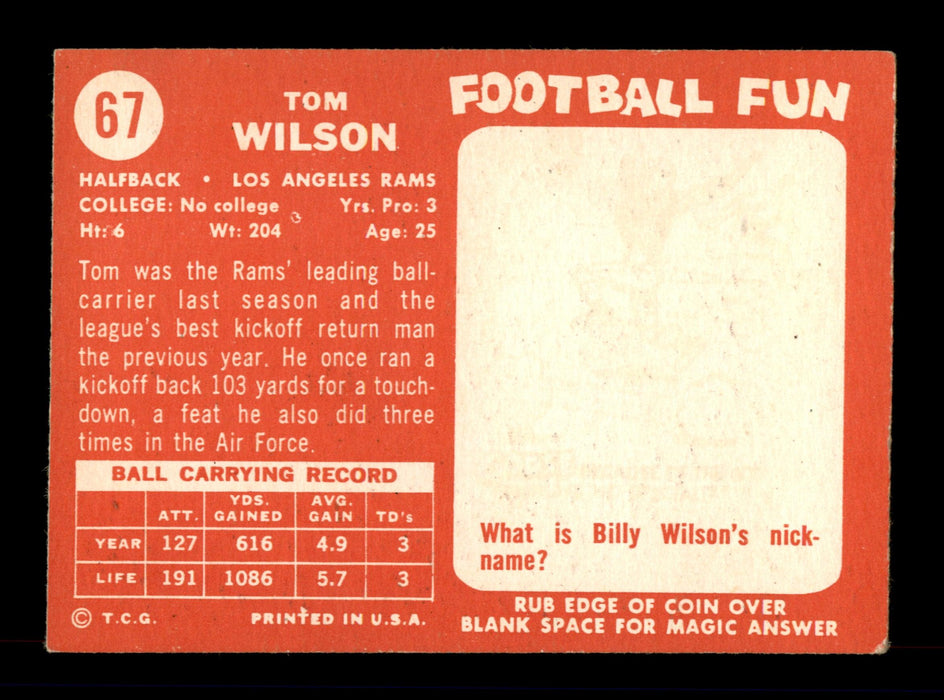 67
TOM
WILSON
HALFBACK • LOS ANGELES RAMS
COLLEGE: No college Yrs. Pro: 3
Ht: 6 Wt: 204 Age: 25
Tom was the Rams' leading ball-
carrier last season and the
league's best kickoff return man
the previous year. He once ran a
kickoff back 103 yards for a touch-
down, a feat he also did three
times in the Air Force.
BALL CARRYING RECORD
ATT. YDS. GAINED AVG. GAIN TD's
YEAR 127 616 4.9 3
LIFE 191 1086 5.7 3
© T.C.G. PRINTED IN U.S.A.
FOOTBALL FUN
What is Billy Wilson's nick-
name?
RUB EDGE OF COIN OVER
BLANK SPACE FOR MAGIC ANSWER